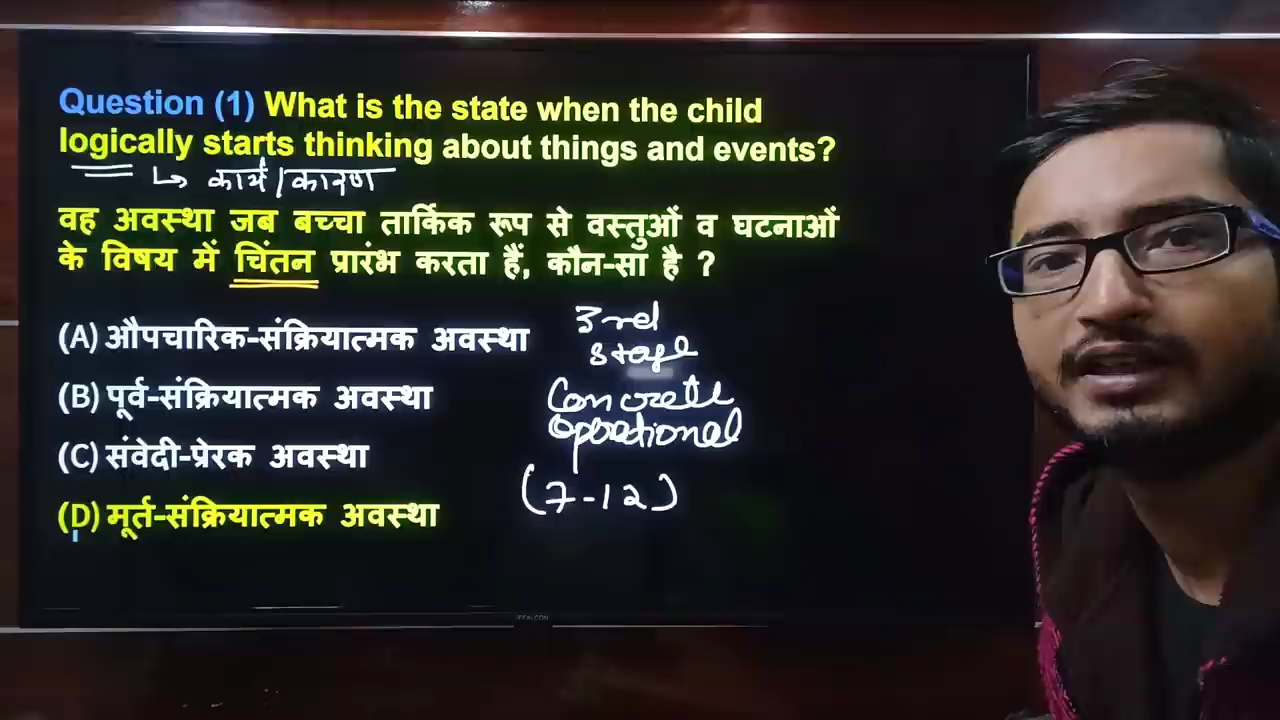 Question (1) What is the state when the child
logically starts thinking about things and events?
कार्य/कारण
वह अवस्था जब बच्चा तार्किक रूप से वस्तुओं व घटनाओं
के विषय में चिंतन प्रारंभ करता हैं, कौन-सा है ?
(A) औपचारिक-संक्रियात्मक अवस्था
(B) पूर्व-संक्रियात्मक अवस्था
(C) संवेदी-प्रेरक अवस्था
(D) मूर्त-संक्रियात्मक अवस्था
3rd
stage
Concrete
operational
(7-12)
iFFALCON